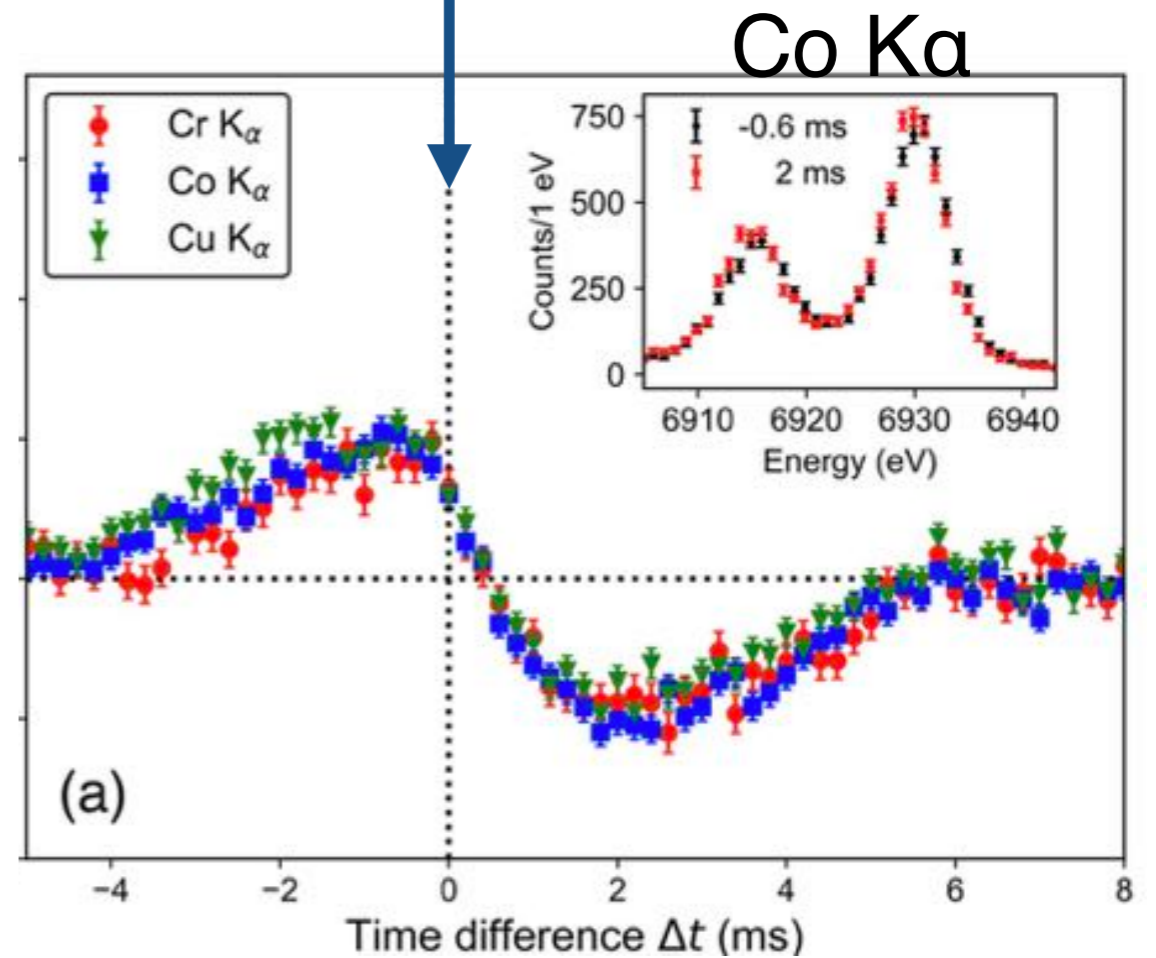 Co Kα
Cr Kα
Co Kα
Cu Kα
-0.6 ms
2 ms
Counts/1 eV
750
500
250
0
6910 6920 6930 6940
Energy (eV)
(a)
−4 −2 0 2 4 6 8
Time difference Δt (ms)